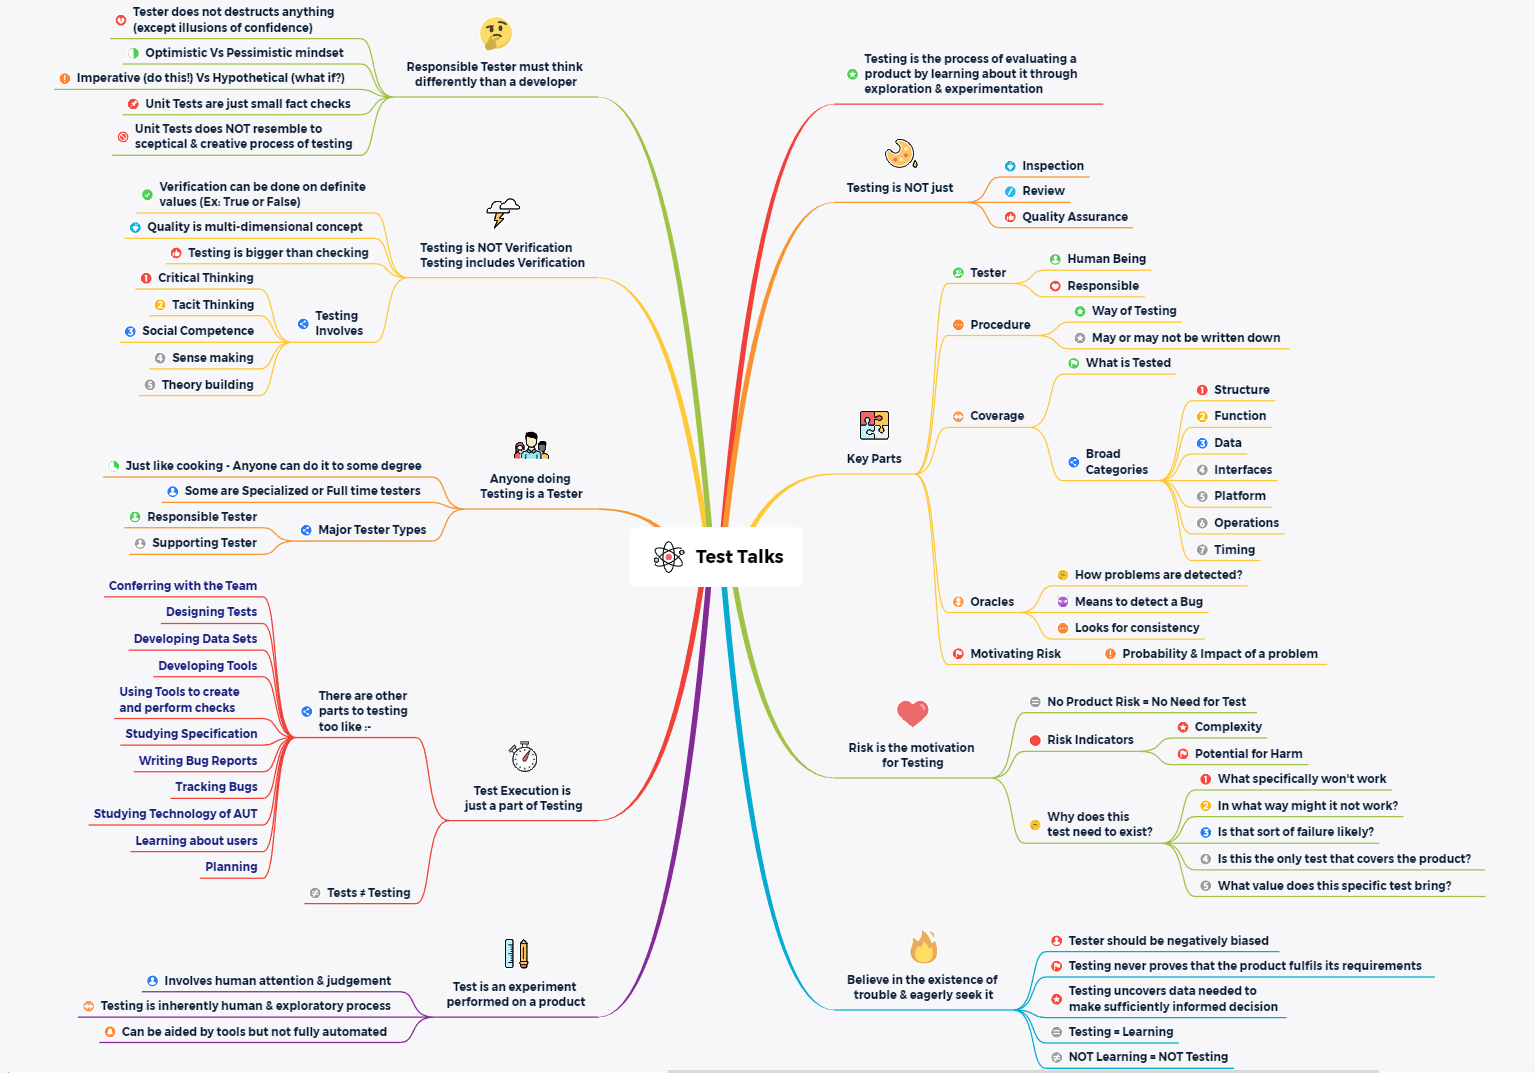 Test Talks
Testing is the process of evaluating a
product by learning about it through
exploration & experimentation
Testing is NOT just
Inspection
Review
Quality Assurance
Key Parts
Tester
Human Being
Responsible
Procedure
Way of Testing
May or may not be written down
Coverage
What is Tested
Broad
Categories
1 Structure
2 Function
3 Data
4 Interfaces
5 Platform
6 Operations
7 Timing
Oracles
How problems are detected?
Means to detect a Bug
Looks for consistency
Motivating Risk
Probability & Impact of a problem
Risk is the motivation
for Testing
No Product Risk = No Need for Test
Risk Indicators
Complexity
Potential for Harm
Why does this
test need to exist?
1 What specifically won't work
2 In what way might it not work?
3 Is that sort of failure likely?
4 Is this the only test that covers the product?
5 What value does this specific test bring?
Believe in the existence of
trouble & eagerly seek it
Tester should be negatively biased
Testing never proves that the product fulfils its requirements
Testing uncovers data needed to
make sufficiently informed decision
Testing = Learning
NOT Learning = NOT Testing
Responsible Tester must think
differently than a developer
Tester does not destructs anything
(except illusions of confidence)
Optimistic Vs Pessimistic mindset
Imperative (do this!) Vs Hypothetical (what if?)
Unit Tests are just small fact checks
Unit Tests does NOT resemble to
sceptical & creative process of testing
Testing is NOT Verification
Testing includes Verification
Verification can be done on definite
values (Ex: True or False)
Quality is multi-dimensional concept
Testing is bigger than checking
Testing
Involves
1 Critical Thinking
2 Tacit Thinking
3 Social Competence
4 Sense making
5 Theory building
Anyone doing
Testing is a Tester
Just like cooking - Anyone can do it to some degree
Some are Specialized or Full time testers
Major Tester Types
Responsible Tester
Supporting Tester
Test Execution is
just a part of Testing
There are other
parts to testing
too like :-
Conferring with the Team
Designing Tests
Developing Data Sets
Developing Tools
Using Tools to create
and perform checks
Studying Specification
Writing Bug Reports
Tracking Bugs
Studying Technology of AUT
Learning about users
Planning
Tests ≠ Testing
Test is an experiment
performed on a product
Involves human attention & judgement
Testing is inherently human & exploratory process
Can be aided by tools but not fully automated